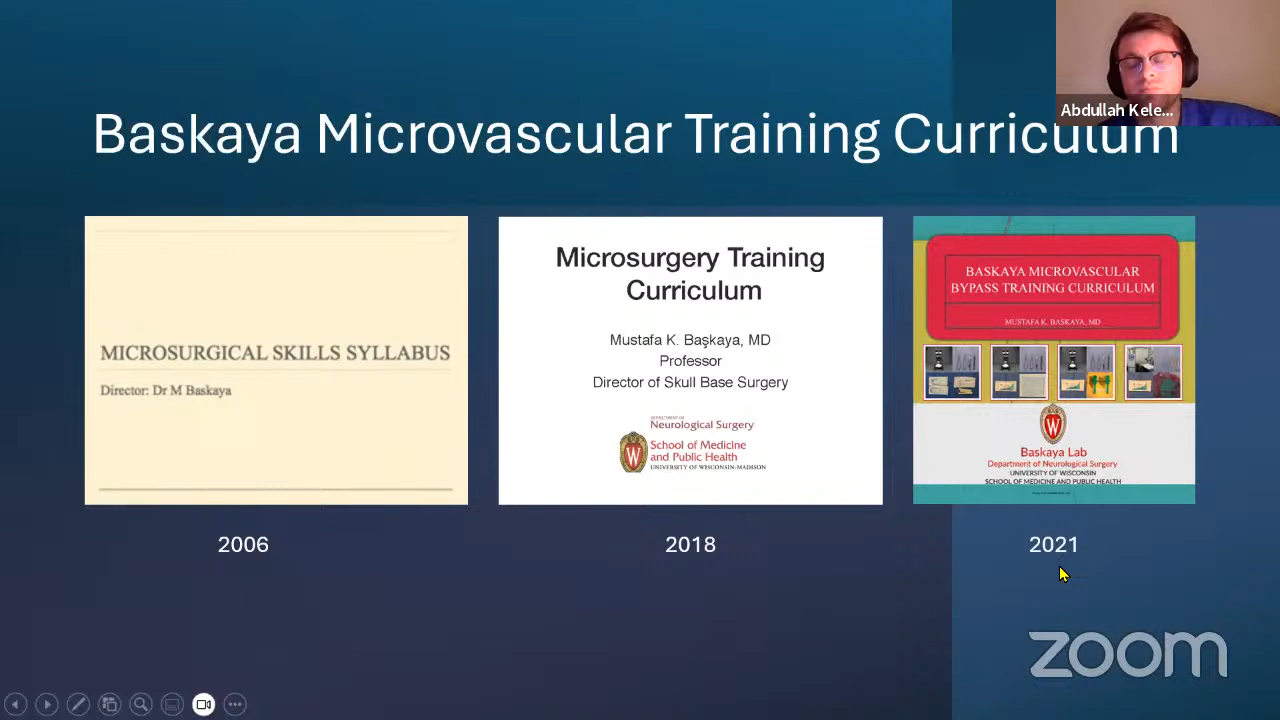 Abdullah Kele...
Baskaya Microvascular Training Curriculum
MICROSURGICAL SKILLS SYLLABUS
Director: Dr M Baskaya
2006
Microsurgery Training
Curriculum
Mustafa K. Başkaya, MD
Professor
Director of Skull Base Surgery
DEPARTMENT OF
Neurological Surgery
School of Medicine
and Public Health
UNIVERSITY OF WISCONSIN-MADISON
W
2018
BASKAYA MICROVASCULAR
BYPASS TRAINING CURRICULUM
MUSTAFA K. BASKAYA, MD
W
Baskaya Lab
Department of Neurological Surgery
UNIVERSITY OF WISCONSIN
SCHOOL OF MEDICINE AND PUBLIC HEALTH
2021
zoom